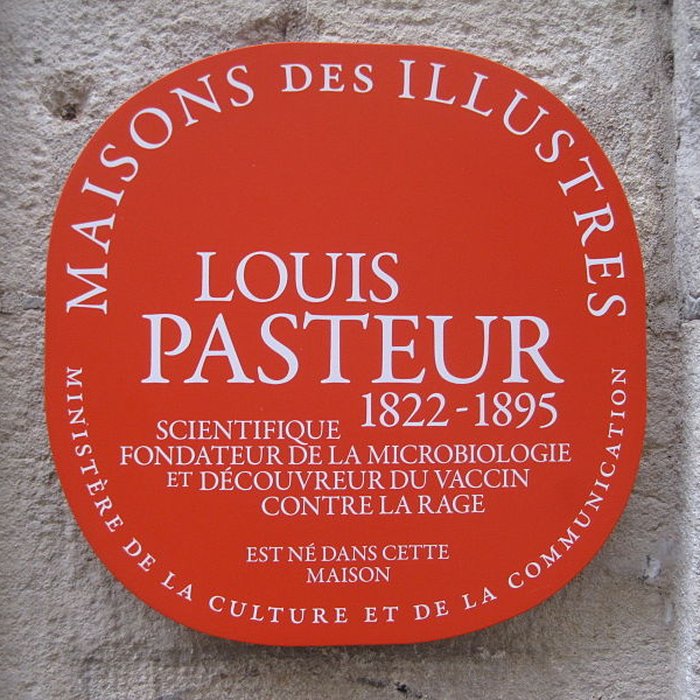 MAISONS DES ILLUSTRES
LOUIS
PASTEUR
1822-1895
SCIENTIFIQUE
FONDATEUR DE LA MICROBIOLOGIE
ET DÉCOUVREUR DU VACCIN
CONTRE LA RAGE
EST NÉ DANS CETTE
MAISON
MINISTÈRE DE LA CULTURE ET DE LA COMMUNICATION